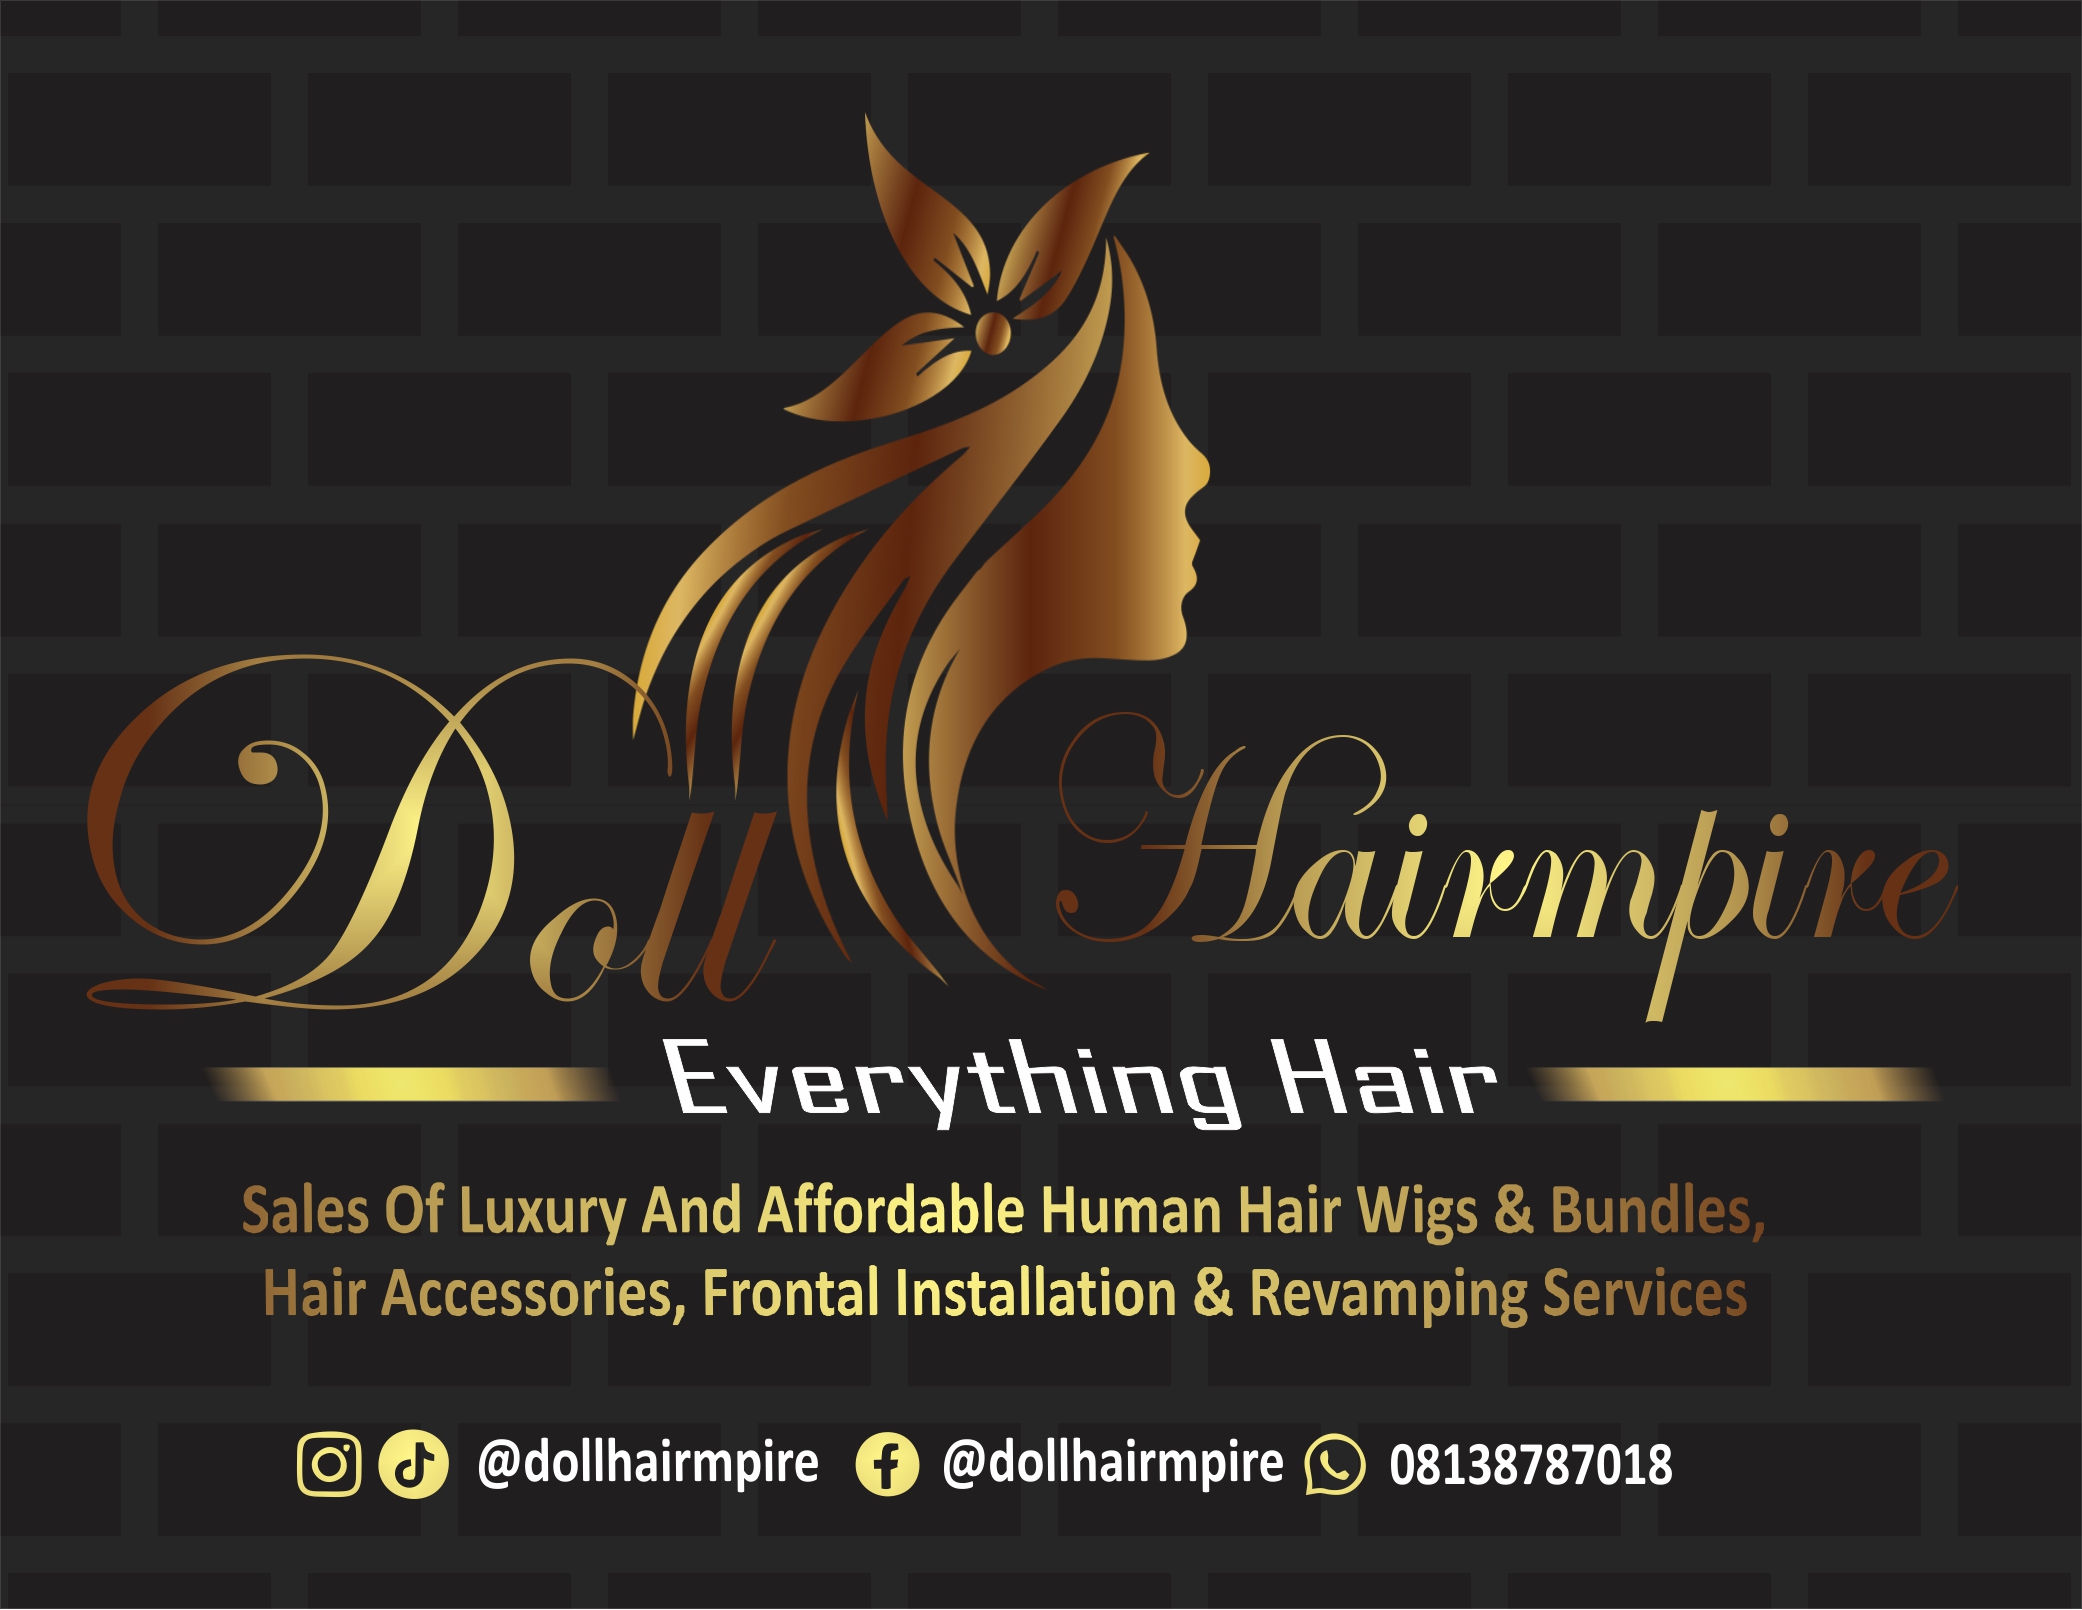 Doll Hairmpire
Everything Hair
Sales Of Luxury And Affordable Human Hair Wigs & Bundles,
Hair Accessories, Frontal Installation & Revamping Services
@dollhairmpire @dollhairmpire 08138787018